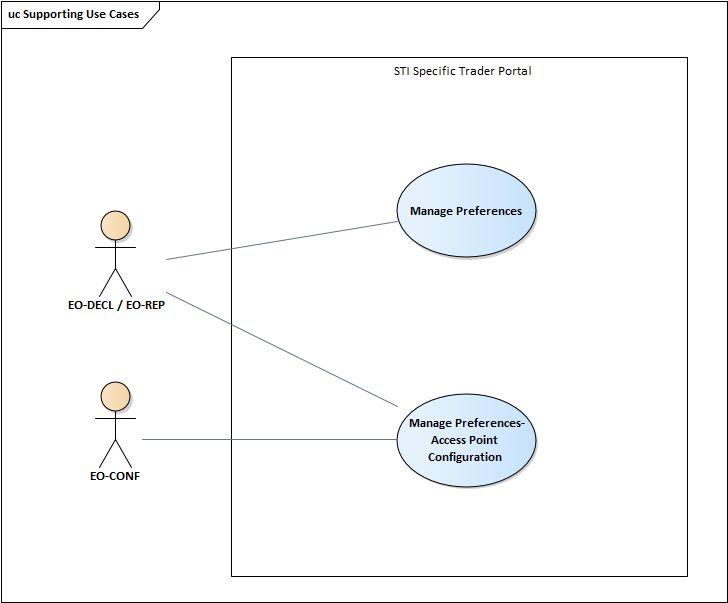 uc Supporting Use Cases
STI Specific Trader Portal
Manage Preferences
EO-DECL / EO-REP
Manage Preferences-
Access Point
Configuration
EO-CONF